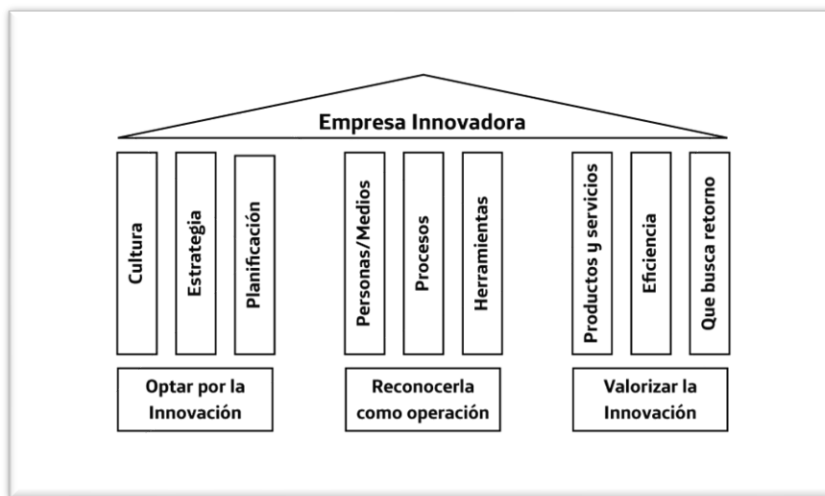 Empresa Innovadora
Cultura
Estrategia
Planificación
Personas/Medios
Procesos
Herramientas
Productos y servicios
Eficiencia
Que busca retorno
Optar por la
Innovación
Reconocerla
como operación
Valorizar la
Innovación